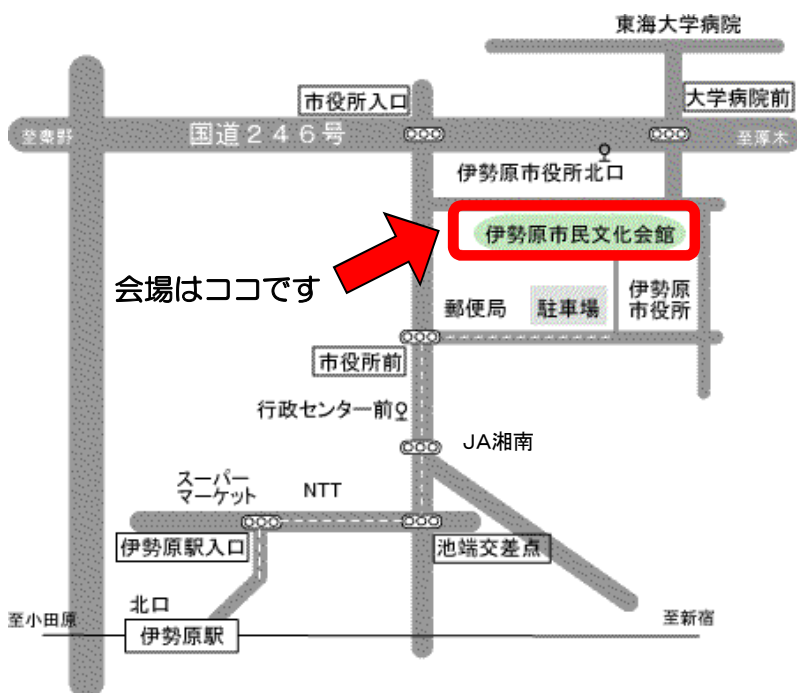 東海大学病院
市役所入口
大学病院前
至秦野
国道246号
至厚木
伊勢原市役所北口
伊勢原市民文化会館
会場はココです
郵便局
駐車場
伊勢原
市役所
市役所前
行政センター前
JA湘南
スーパー
マーケット
NTT
伊勢原駅入口
池端交差点
北口
至小田原
伊勢原駅
至新宿